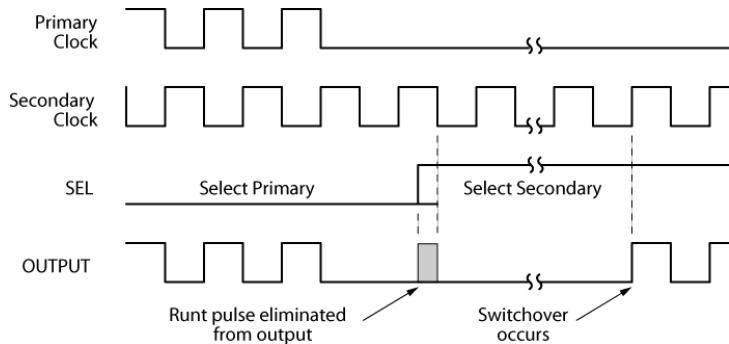 Primary
Clock
Secondary
Clock
SEL
Select Primary
Select Secondary
OUTPUT
Runt pulse eliminated
from output
Switchover
occurs